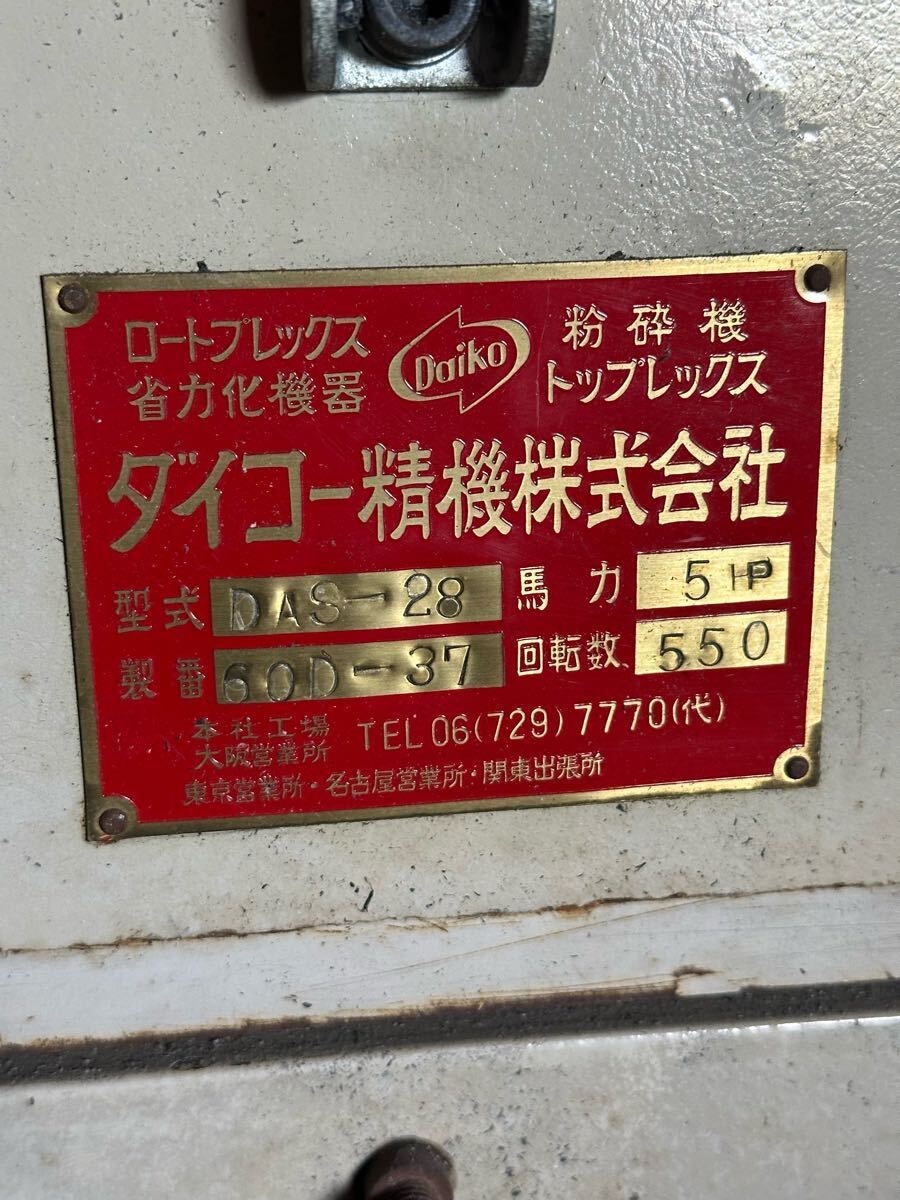 ロートプレックス
省力化機器
Daiko
粉砕機
トップレックス
ダイコー精機株式会社
型式 DAS-28 馬力 5HP
製番 60D-37 回転数 550
本社工場
大阪営業所
TEL 06(729)7770(代)
東京営業所・名古屋営業所・関東出張所